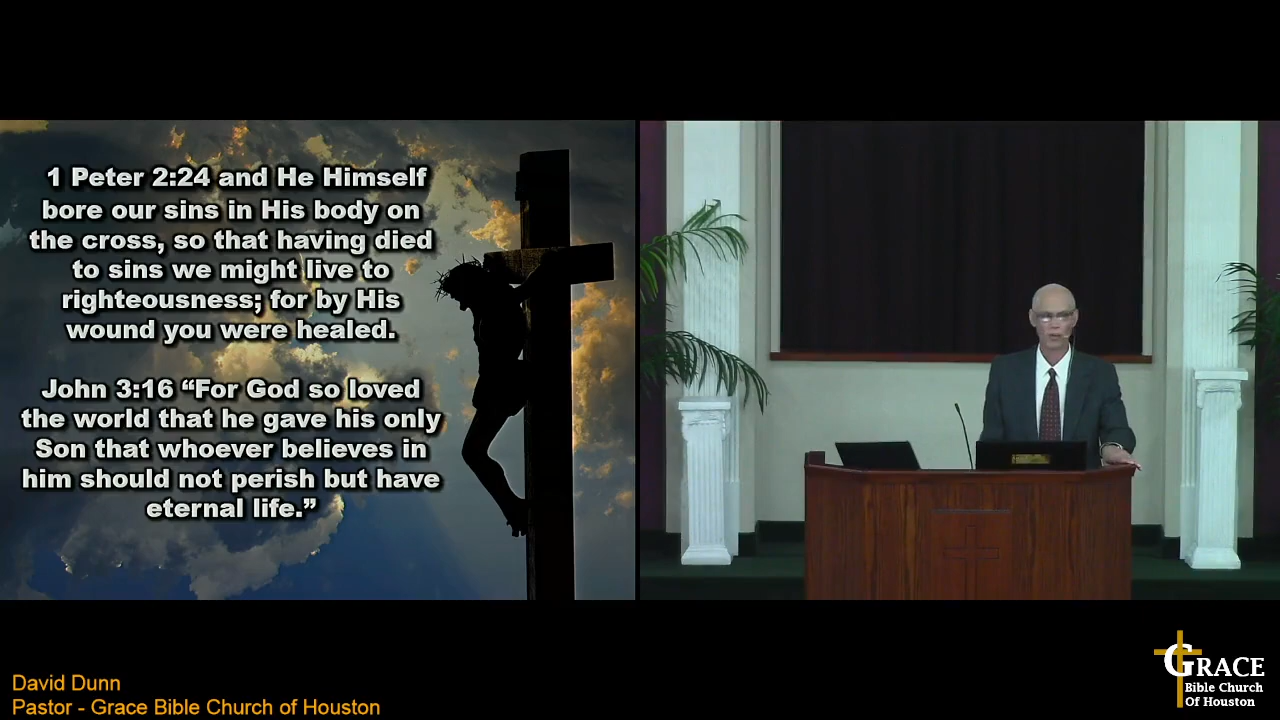 1 Peter 2:24 and He Himself
bore our sins in His body on
the cross, so that having died
to sins we might live to
righteousness; for by His
wound you were healed.
John 3:16 “For God so loved
the world that he gave his only
Son that whoever believes in
him should not perish but have
eternal life.”
David Dunn
Pastor - Grace Bible Church of Houston
GRACE
Bible Church
Of Houston